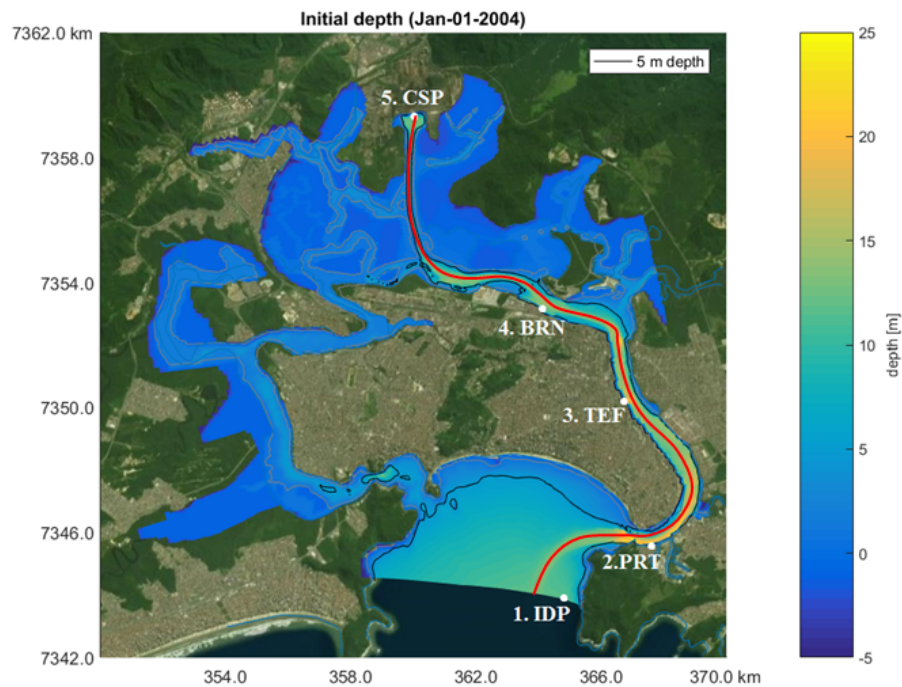 Initial depth (Jan-01-2004)
7362.0 km
7358.0
7354.0
7350.0
7346.0
7342.0
5 m depth
5. CSP
4. BRN
3. TEF
2.PRT
1. IDP
354.0
358.0
362.0
366.0
370.0 km
25
20
15
10
5
0
-5
depth [m]